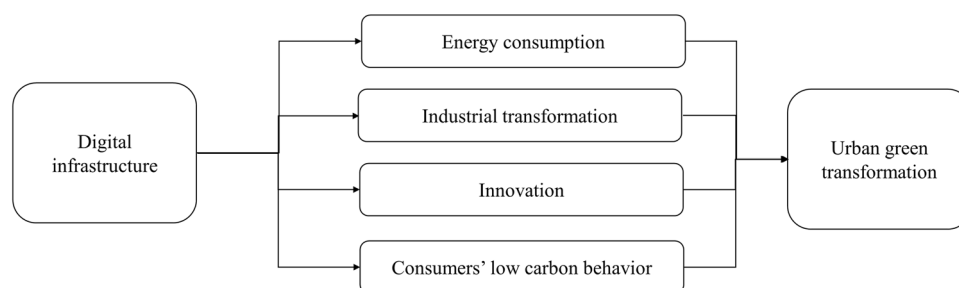 Digital
infrastructure
Energy consumption
Industrial transformation
Innovation
Consumers’ low carbon behavior
Urban green
transformation